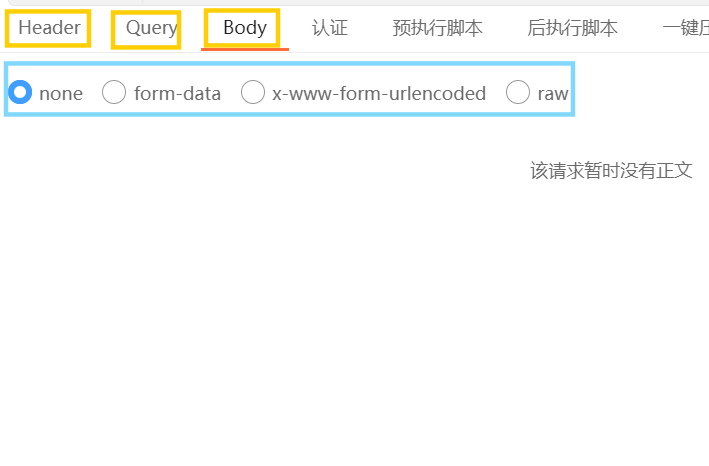 Header Query Body 认证 预执行脚本 后执行脚本 一键压
none form-data x-www-form-urlencoded raw
该请求暂时没有正文